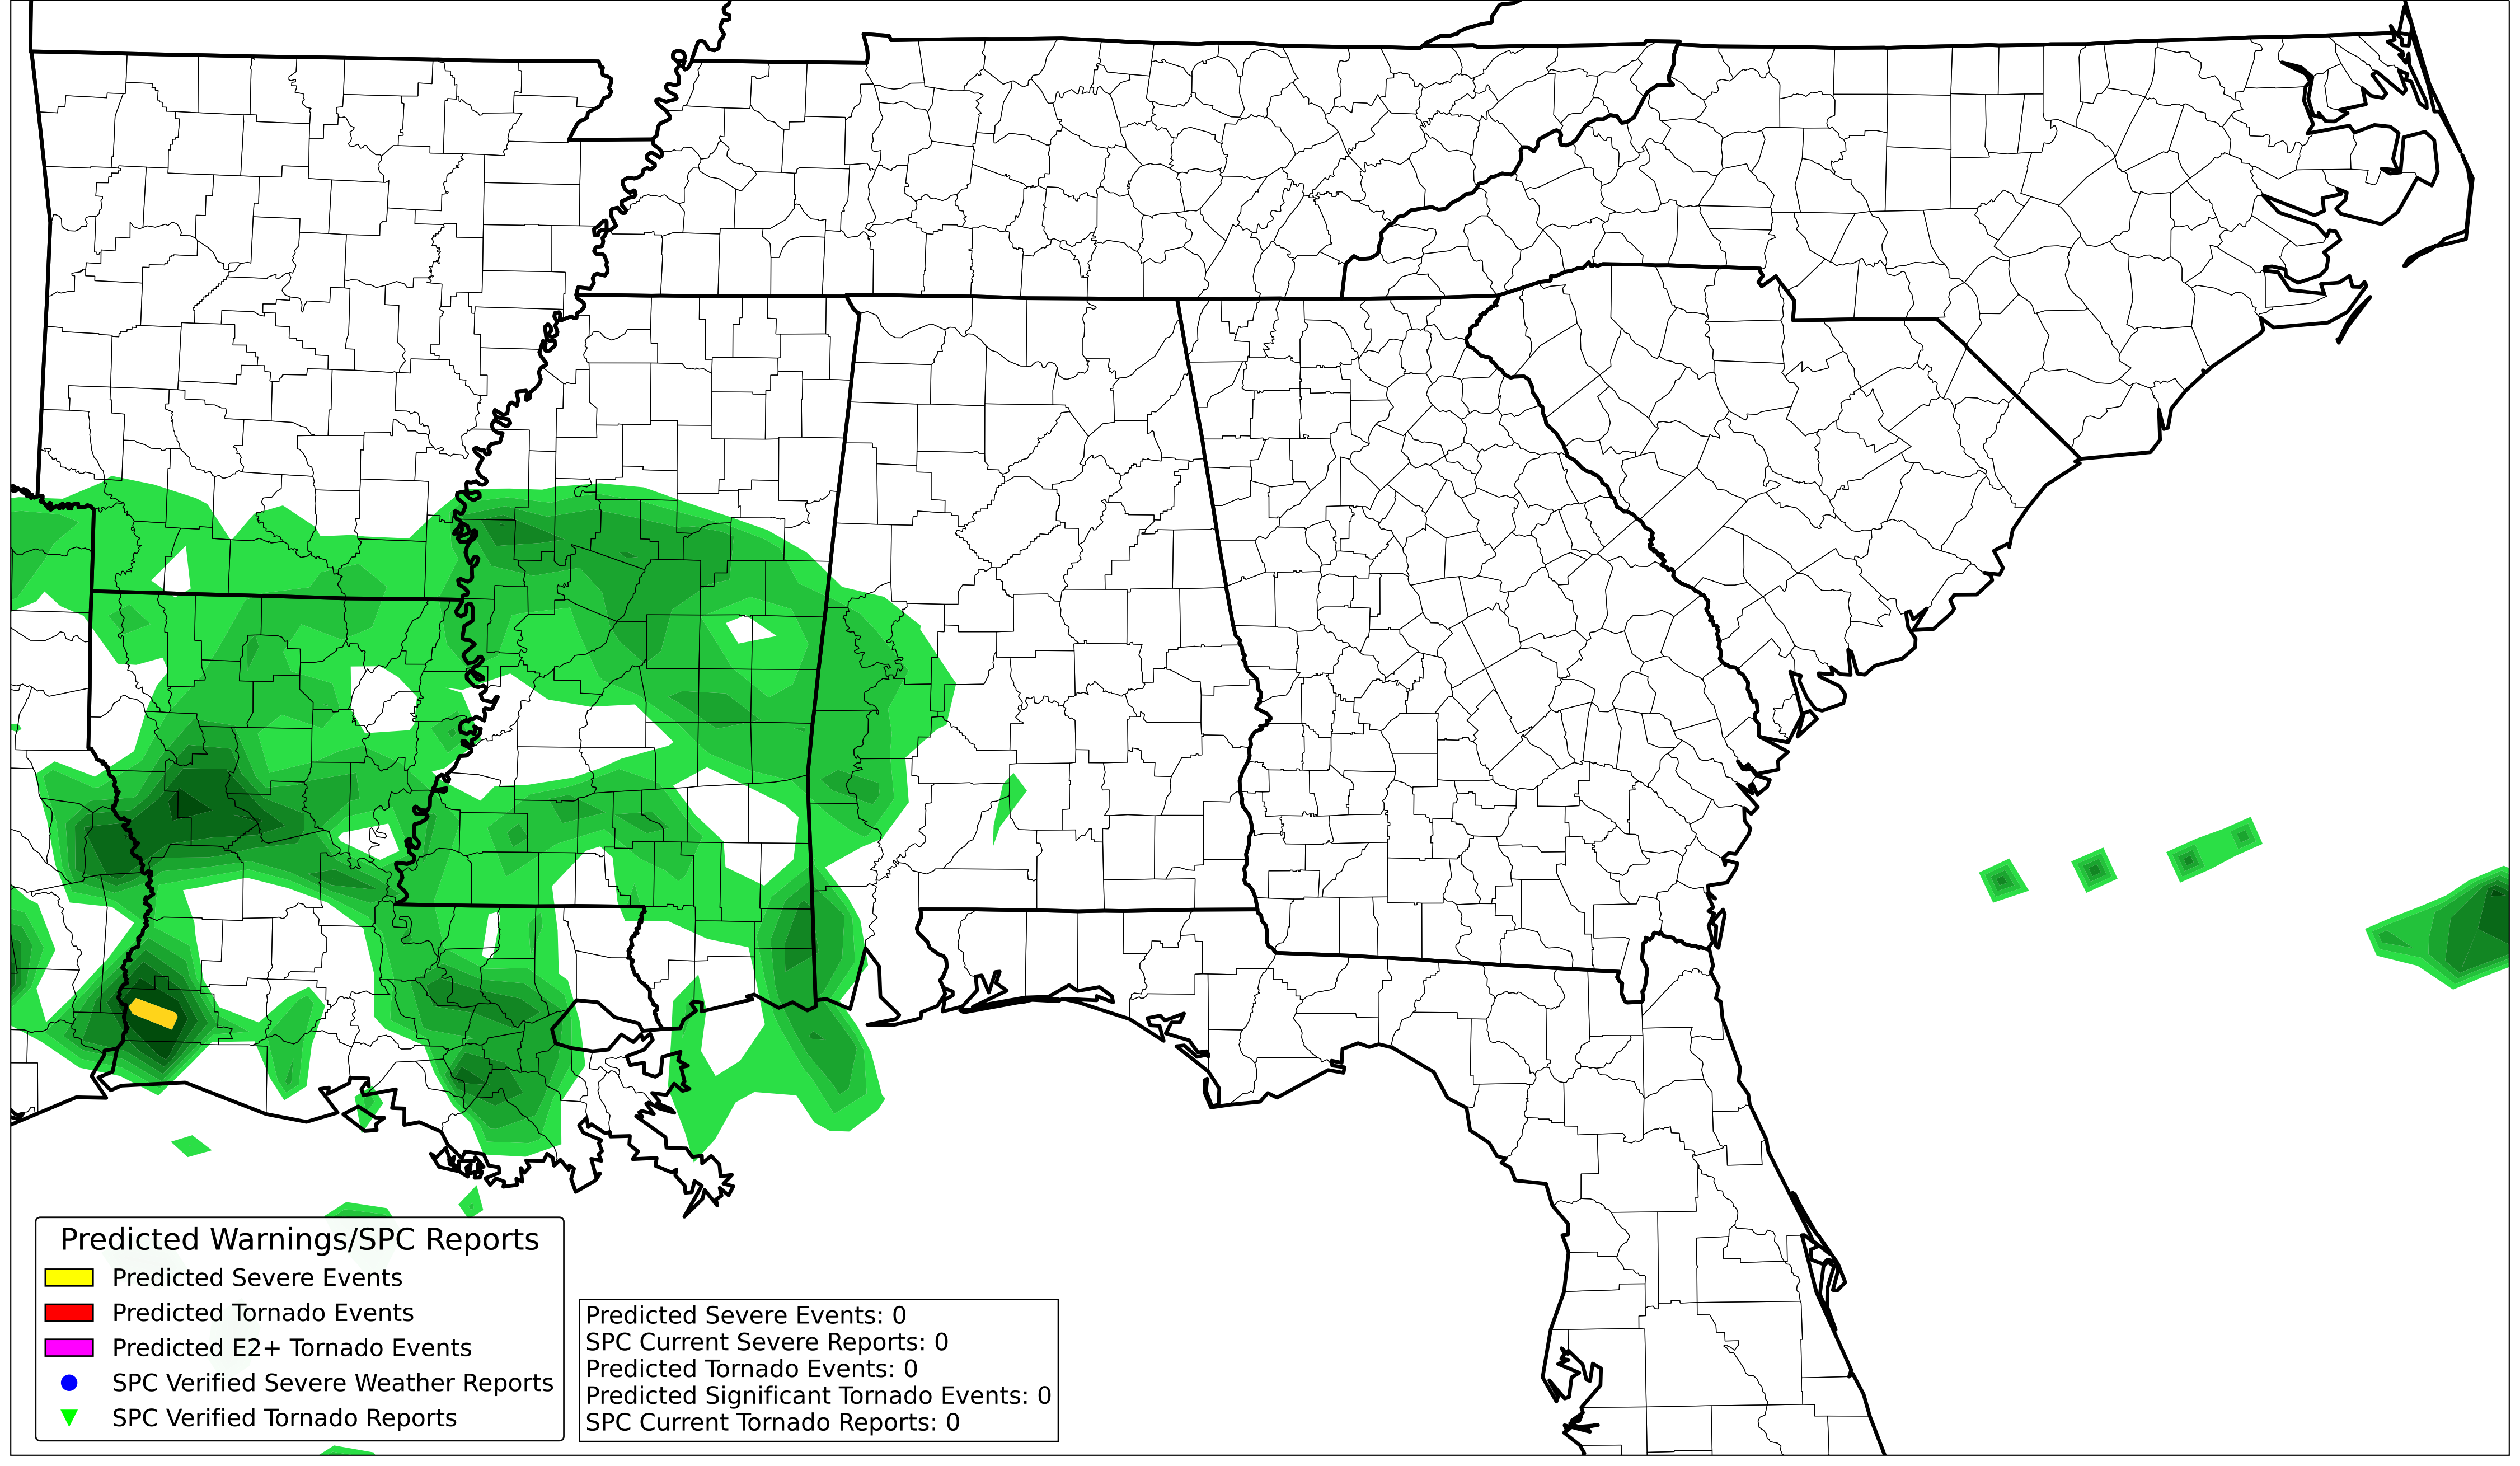 Predicted Warnings/SPC Reports
Predicted Severe Events
Predicted Tornado Events
Predicted E2+ Tornado Events
SPC Verified Severe Weather Reports
SPC Verified Tornado Reports
Predicted Severe Events: 0
SPC Current Severe Reports: 0
Predicted Tornado Events: 0
Predicted Significant Tornado Events: 0
SPC Current Tornado Reports: 0